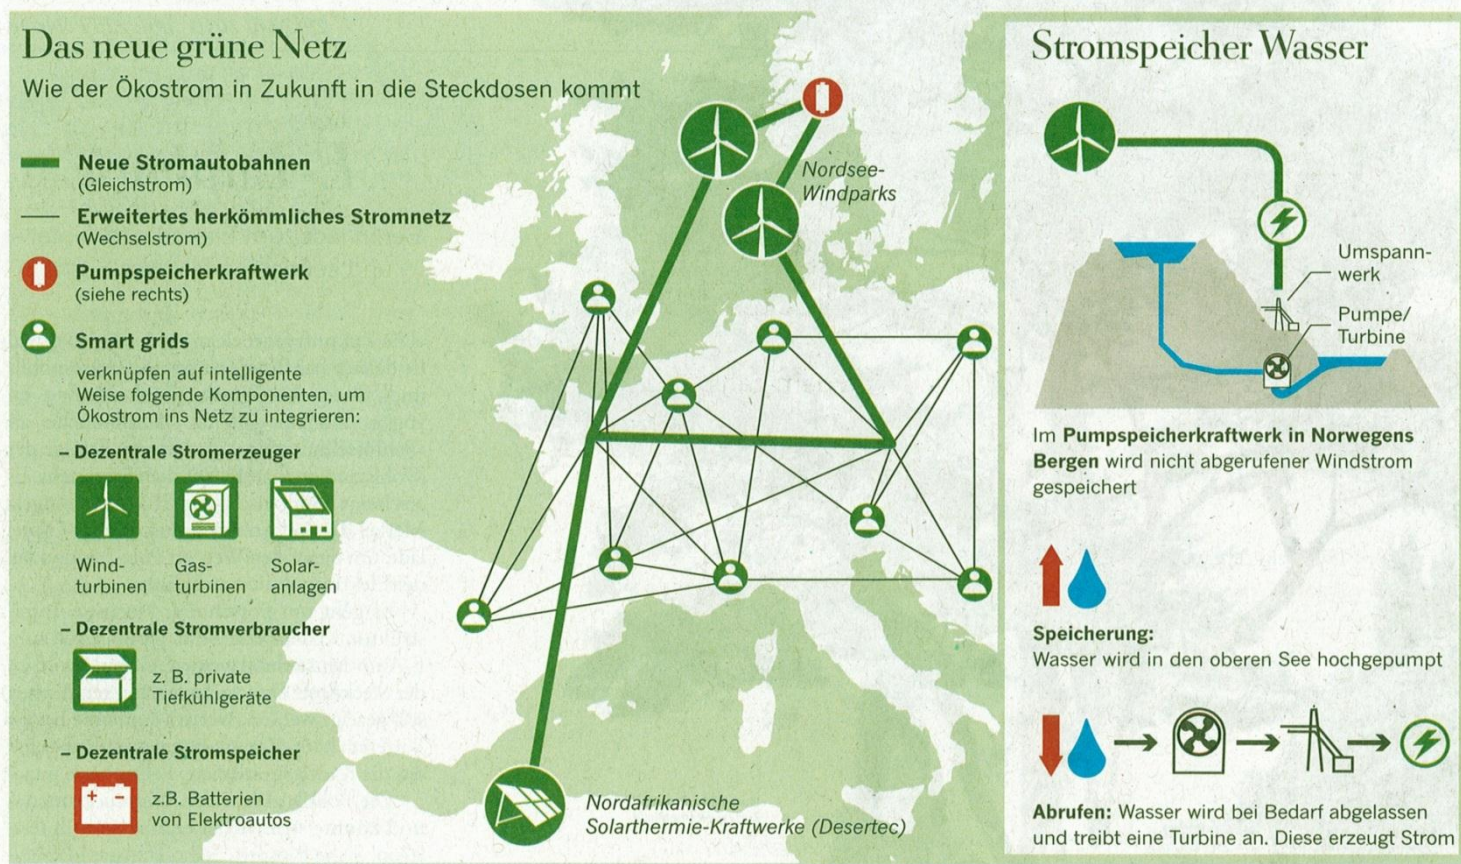 Das neue grüne Netz
Wie der Ökostrom in Zukunft in die Steckdosen kommt
Neue Stromautobahnen
(Gleichstrom)
Erweitertes herkömmliches Stromnetz
(Wechselstrom)
Pumpspeicherkraftwerk
(siehe rechts)
Smart grids
verknüpfen auf intelligente
Weise folgende Komponenten, um
Ökostrom ins Netz zu integrieren:
– Dezentrale Stromerzeuger
Wind-
turbinen
Gas-
turbinen
Solar-
anlagen
– Dezentrale Stromverbraucher
z. B. private
Tiefkühlgeräte
– Dezentrale Stromspeicher
z.B. Batterien
von Elektroautos
Nordsee-
Windparks
Nordafrikanische
Solarthermie-Kraftwerke (Desertec)
Stromspeicher Wasser
Umspann-
werk
Pumpe/
Turbine
Im Pumpspeicherkraftwerk in Norwegens
Bergen wird nicht abgerufener Windstrom
gespeichert
Speicherung:
Wasser wird in den oberen See hochgepumpt
Abrufen: Wasser wird bei Bedarf abgelassen
und treibt eine Turbine an. Diese erzeugt Strom